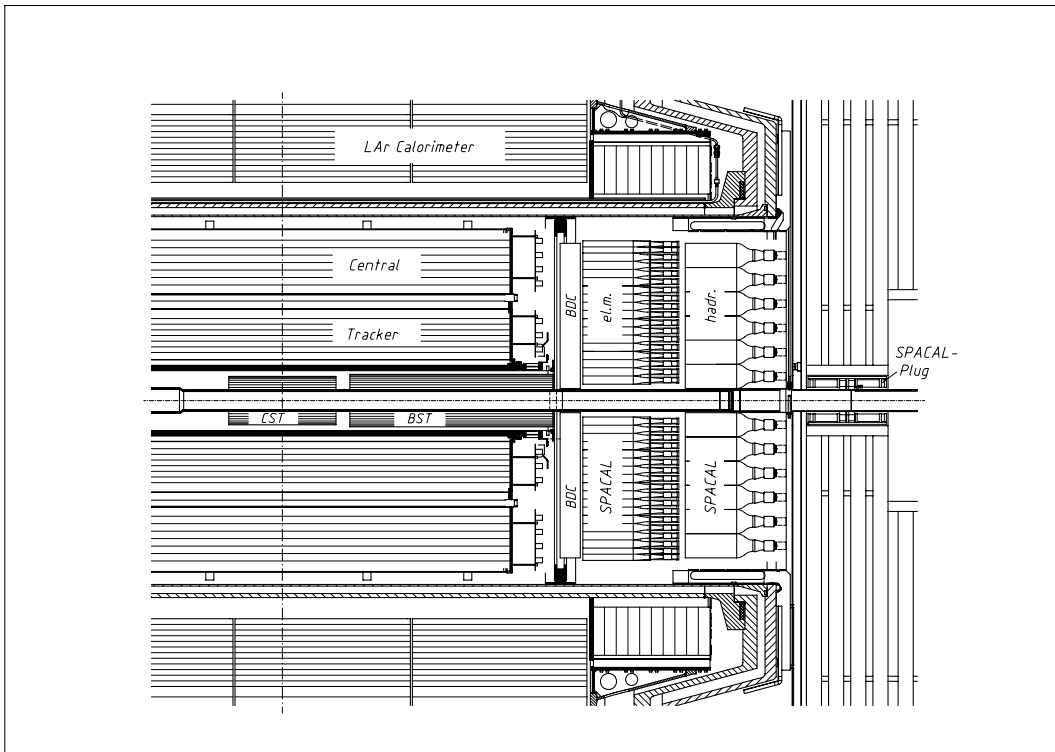 LAr Calorimeter
Central
Tracker
BDC
el.m.
hadr.
SPACAL-
Plug
CST
BST
BDC
SPACAL
SPACAL